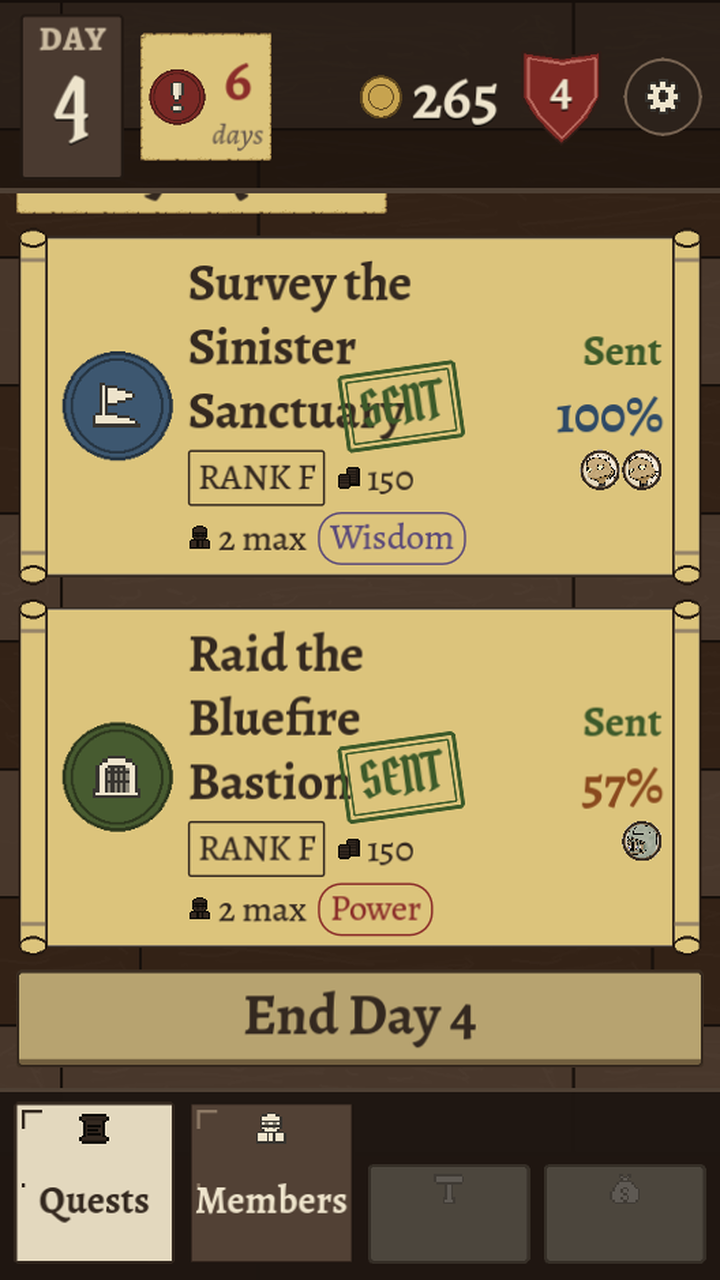 DAY
4
6
days
265
4
Survey the
Sinister
Sanctuary
SENT
Sent
100%
RANK F
150
2 max
Wisdom
Raid the
Bluefire
Bastion
SENT
Sent
57%
RANK F
150
2 max
Power
End Day 4
Quests
Members